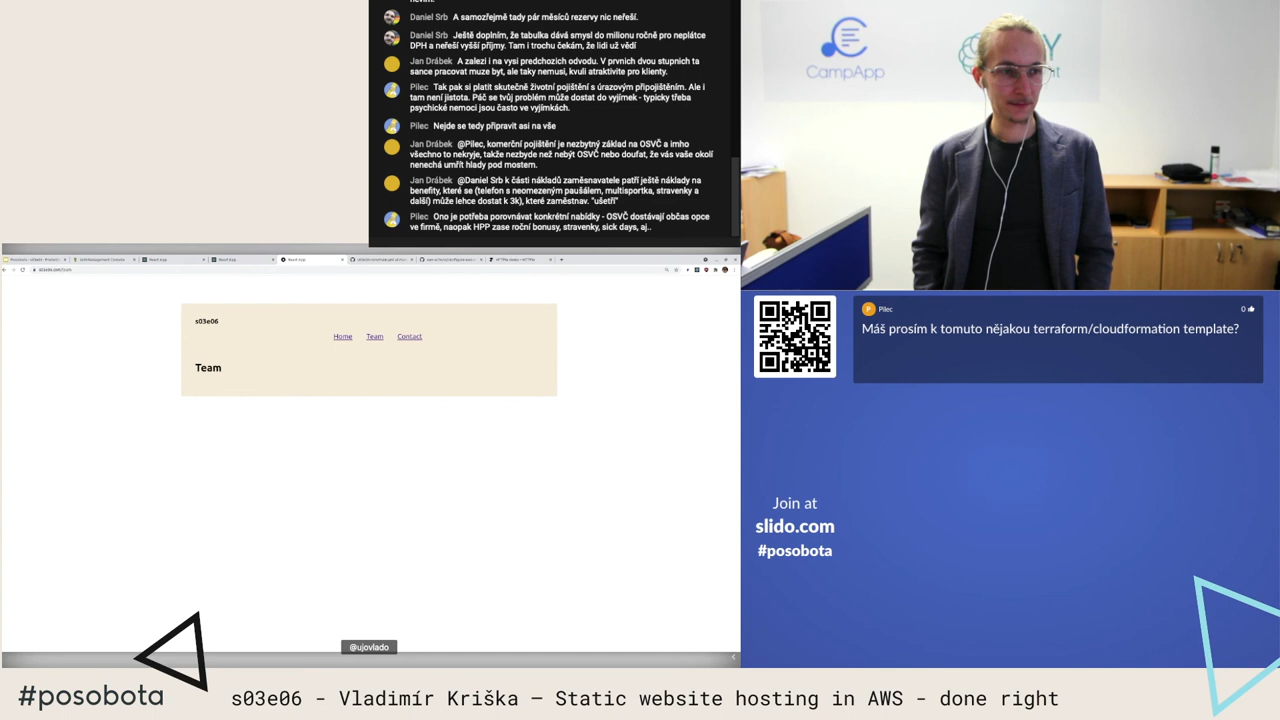 nevím.
Daniel Srb A samozřejmě tady pár měsíců rezervy nic neřeší.
Daniel Srb Ještě doplním, že tabulka dává smysl do milionu ročně pro neplátce
DPH a neřeší vyšší příjmy. Tam i trochu čekám, že lidi už vědí
Jan Drábek A zalezi i na vysi predchozich odvodu. V prvnich dvou stupnich ta
sance pracovat muze byt, ale taky nemusi, kvuli atraktivite pro klienty.
Pilec Tak pak si platit skutečně životní pojištění s úrazovým připojištěním. Ale i
tam není jistota. Páč se tvůj problém může dostat do vyjímek - typicky třeba
psychické nemoci jsou často ve vyjímkách.
Pilec Nejde se tedy připravit asi na vše
Jan Drábek @Pilec, komerční pojištění je nezbytný základ na OSVČ a imho
všechno to nekryje, takže nezbyde než nebýt OSVČ nebo doufat, že vás vaše okolí
nenechá umřít hlady pod mostem.
Jan Drábek @Daniel Srb k části nákladů zaměsnavatele patří ještě náklady na
benefity, které se (telefon s neomezeným paušálem, multisportka, stravenky a
další) může lehce dostat k 3k), které zaměstnav. "ušetří"
Pilec Ono je potřeba porovnávat konkrétní nabídky - OSVČ dostávají občas opce
ve firmě, naopak HPP zase roční bonusy, stravenky, sick days, aj..
CampApp
s03e06
Home Team Contact
Team
@ujovlado
P Pilec 0
Máš prosím k tomuto nějakou terraform/cloudformation template?
Join at
slido.com
#posobota
#posobota s03e06 - Vladimír Kriška – Static website hosting in AWS - done right